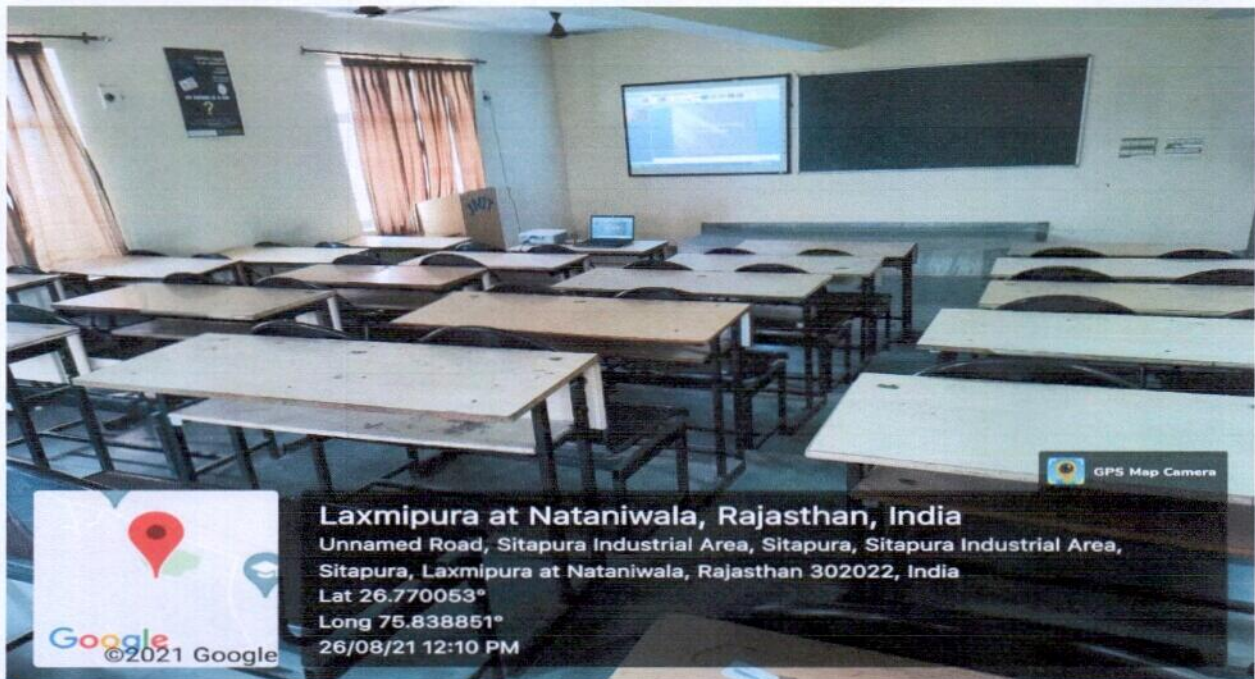 ?
GPS Map Camera
Laxmipura at Nataniwala, Rajasthan, India
Unnamed Road, Sitapura Industrial Area, Sitapura, Sitapura Industrial Area,
Sitapura, Laxmipura at Nataniwala, Rajasthan 302022, India
Lat 26.770053°
Long 75.838851°
26/08/21 12:10 PM
Google
©2021 Google